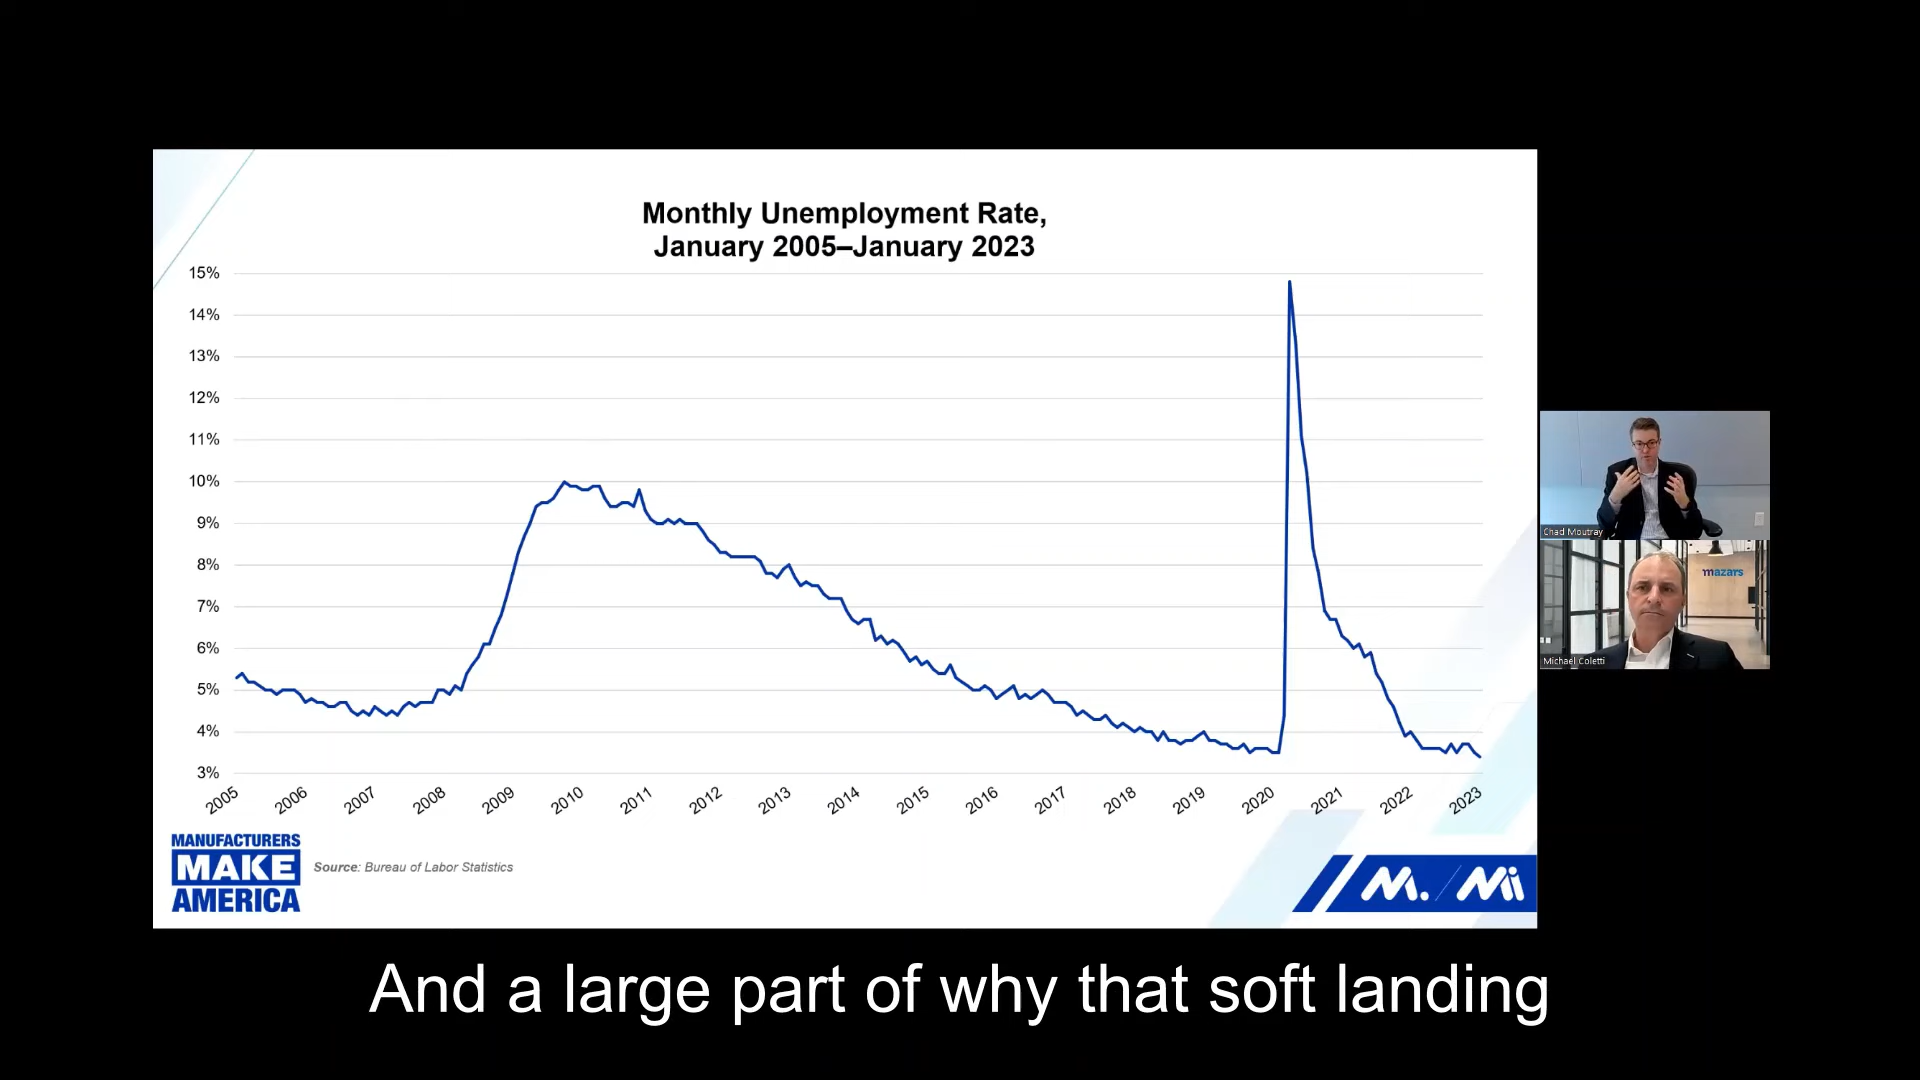 Monthly Unemployment Rate,
January 2005–January 2023
15%
14%
13%
12%
11%
10%
9%
8%
7%
6%
5%
4%
3%
2005
2006
2007
2008
2009
2010
2011
2012
2013
2014
2015
2016
2017
2018
2019
2020
2021
2022
2023
MANUFACTURERS
MAKE
AMERICA
Source: Bureau of Labor Statistics
M. / Mi
Chad Moutray
mazars
Michael Coletti
And a large part of why that soft landing